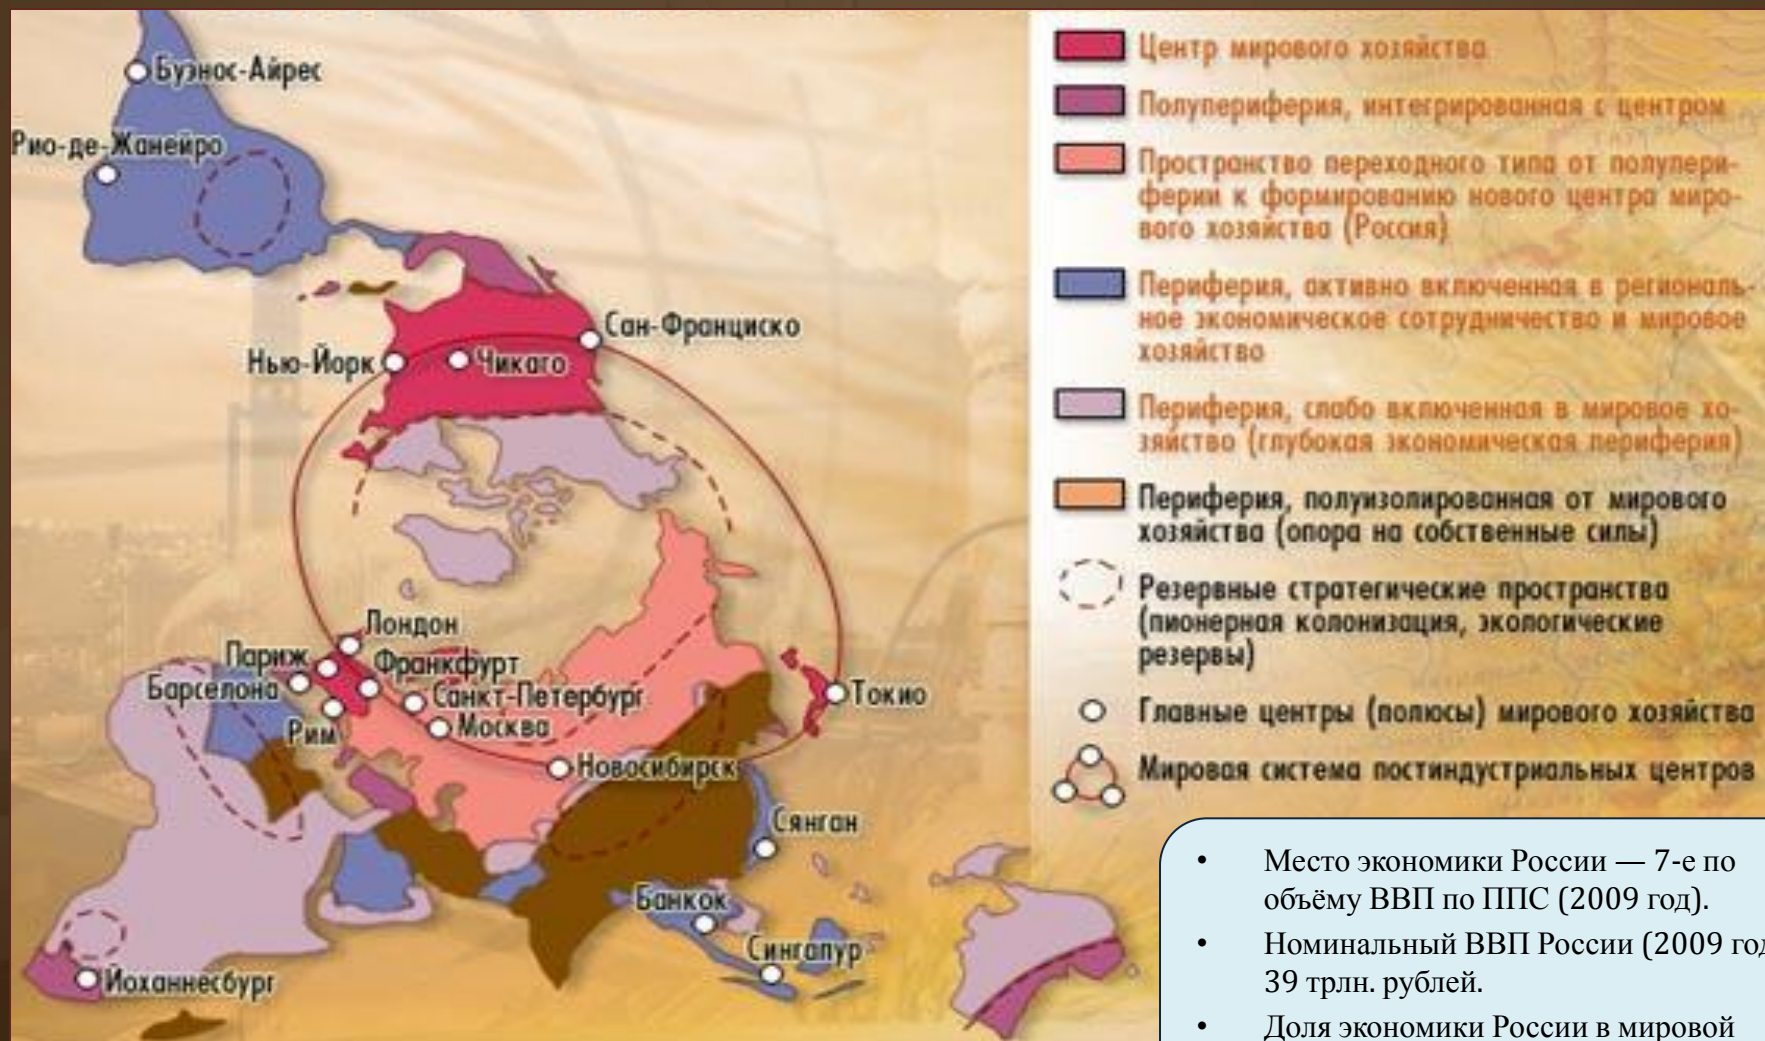 Буэнос-Айрес
Рио-де-Жанейро
Сан-Франциско
Нью-Йорк
Чикаго
Лондон
Париж
Франкфурт
Барселона
Санкт-Петербург
Рим
Москва
Токио
Новосибирск
Сянган
Банкок
Сингапур
Йоханнесбург
Центр мирового хозяйства
Полупериферия, интегрированная с центром
Пространство переходного типа от полупери-
ферии к формированию нового центра миро-
вого хозяйства (Россия)
Периферия, активно включенная в региональ-
ное экономическое сотрудничество и мировое
хозяйство
Периферия, слабо включенная в мировое хо-
зяйство (глубокая экономическая периферия)
Периферия, полуизолированная от мирового
хозяйства (опора на собственные силы)
Резервные стратегические пространства
(пионерная колонизация, экологические
резервы)
Главные центры (полюсы) мирового хозяйства
Мировая система постиндустриальных центров
• Место экономики России — 7-е по
объёму ВВП по ППС (2009 год).
• Номинальный ВВП России (2009 год
39 трлн. рублей.
• Доля экономики России в мировой